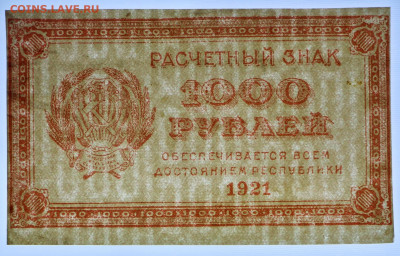 COINS.LAVE.RU
РАСЧЕТНЫЙ ЗНАК
1000
РУБЛЕЙ
ОБЕСПЕЧИВАЕТСЯ ВСЕМ
ДОСТОЯНИЕМ РЕСПУБЛИКИ
1921